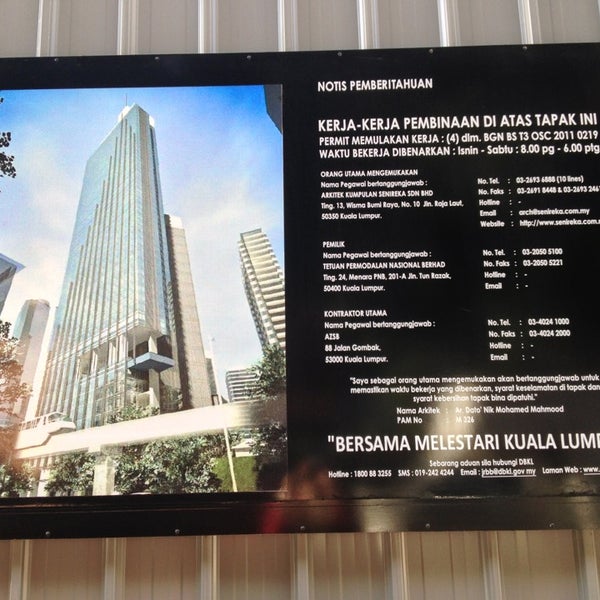 NOTIS PEMBERITAHUAN
KERJA-KERJA PEMBINAAN DI ATAS TAPAK INI
PERMIT MEMULAKAN KERJA : (4) dlm. BGN BS T3 OSC 2011 0219
WAKTU BEKERJA DIBENARKAN : Isnin - Sabtu : 8.00 pg - 6.00 ptg
ORANG UTAMA MENGEMUKAKAN
Nama Pegawai bertanggungjawab : No. Tel. : 03-2693 6888 (10 lines)
ARKITEK KUMPULAN SENIREKA SDN BHD No. Faks : 03-2691 8448 & 03-2693 2461
Ting. 13, Wisma Bumi Raya, No. 10 Jln. Raja Laut, Hotline : -
50350 Kuala Lumpur. Email : arch@senireka.com.my
Website : http://www.senireka.com.
PEMILIK
Nama Pegawai bertanggungjawab : No. Tel. : 03-2050 5100
TETUAN PERMODALAN NASIONAL BERHAD No. Faks : 03-2050 5221
Ting. 24, Menara PNB, 201-A Jln. Tun Razak, Hotline : -
50400 Kuala Lumpur. Email : -
KONTRAKTOR UTAMA
Nama Pegawai bertanggungjawab : No. Tel. : 03-4024 1000
AZSB No. Faks : 03-4024 2000
88 Jalan Gombak, Hotline : -
53000 Kuala Lumpur. Email : -
"Saya sebagai orang utama mengemukakan akan bertanggungjawab untuk
memastikan waktu bekerja yang dibenarkan, syarat keselamatan di tapak dan
syarat kebersihan tapak bina dipatuhi."
Nama Arkitek : Ar. Dato' Nik Mohamed Mahmood
PAM No : M 326
"BERSAMA MELESTARI KUALA LUMP
Sebarang aduan sila hubungi DBKL
Hotline : 1800 88 3255 SMS : 019-242 4244 Email : jrbb@dbkl.gov.my Laman Web : www.